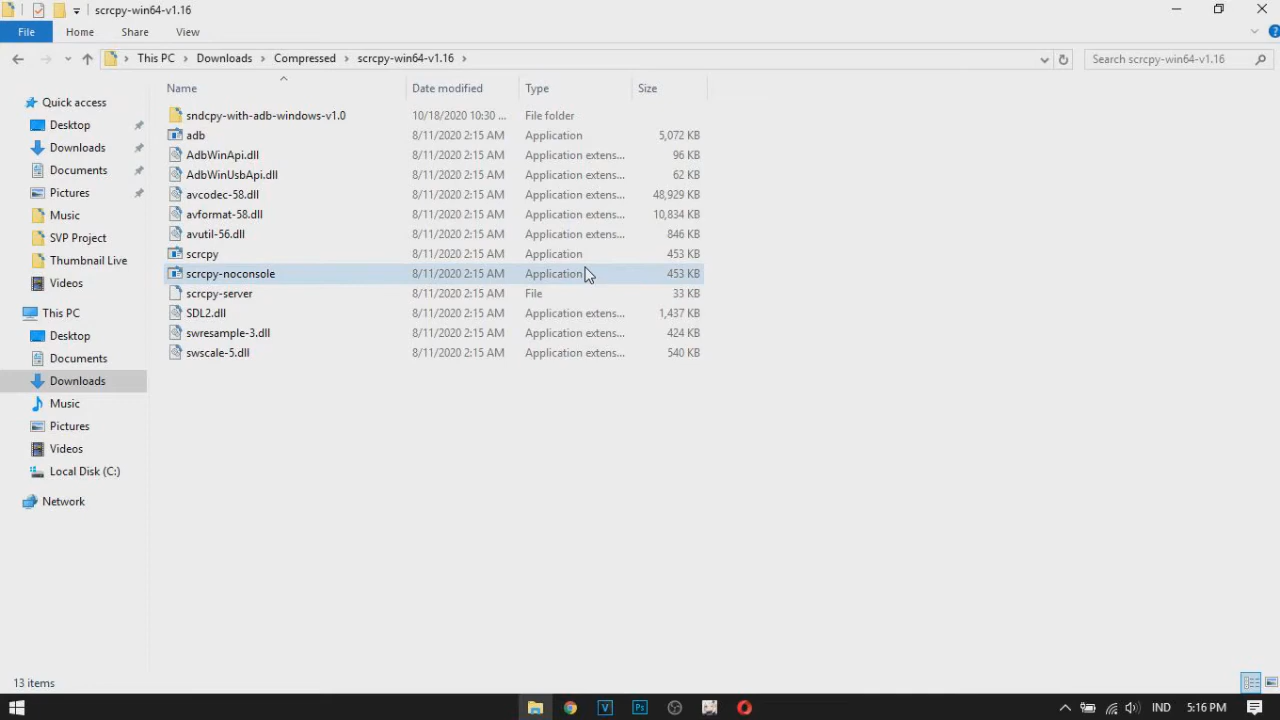 scrcpy-win64-v1.16
File Home Share View
This PC Downloads Compressed scrcpy-win64-v1.16 Search scrcpy-win64-v1.16
Name Date modified Type Size
Quick access
Desktop
Downloads
Documents
Pictures
Music
SVP Project
Thumbnail Live
Videos
This PC
Desktop
Documents
Downloads
Music
Pictures
Videos
Local Disk (C:)
Network
sndcpy-with-adb-windows-v1.0 10/18/2020 10:30 ... File folder
adb 8/11/2020 2:15 AM Application 5,072 KB
AdbWinApi.dll 8/11/2020 2:15 AM Application extens... 96 KB
AdbWinUsbApi.dll 8/11/2020 2:15 AM Application extens... 62 KB
avcodec-58.dll 8/11/2020 2:15 AM Application extens... 48,929 KB
avformat-58.dll 8/11/2020 2:15 AM Application extens... 10,834 KB
avutil-56.dll 8/11/2020 2:15 AM Application extens... 846 KB
scrcpy 8/11/2020 2:15 AM Application 453 KB
scrcpy-noconsole 8/11/2020 2:15 AM Application 453 KB
scrcpy-server 8/11/2020 2:15 AM File 33 KB
SDL2.dll 8/11/2020 2:15 AM Application extens... 1,437 KB
swresample-3.dll 8/11/2020 2:15 AM Application extens... 424 KB
swscale-5.dll 8/11/2020 2:15 AM Application extens... 540 KB
13 items
V Ps IND 5:16 PM